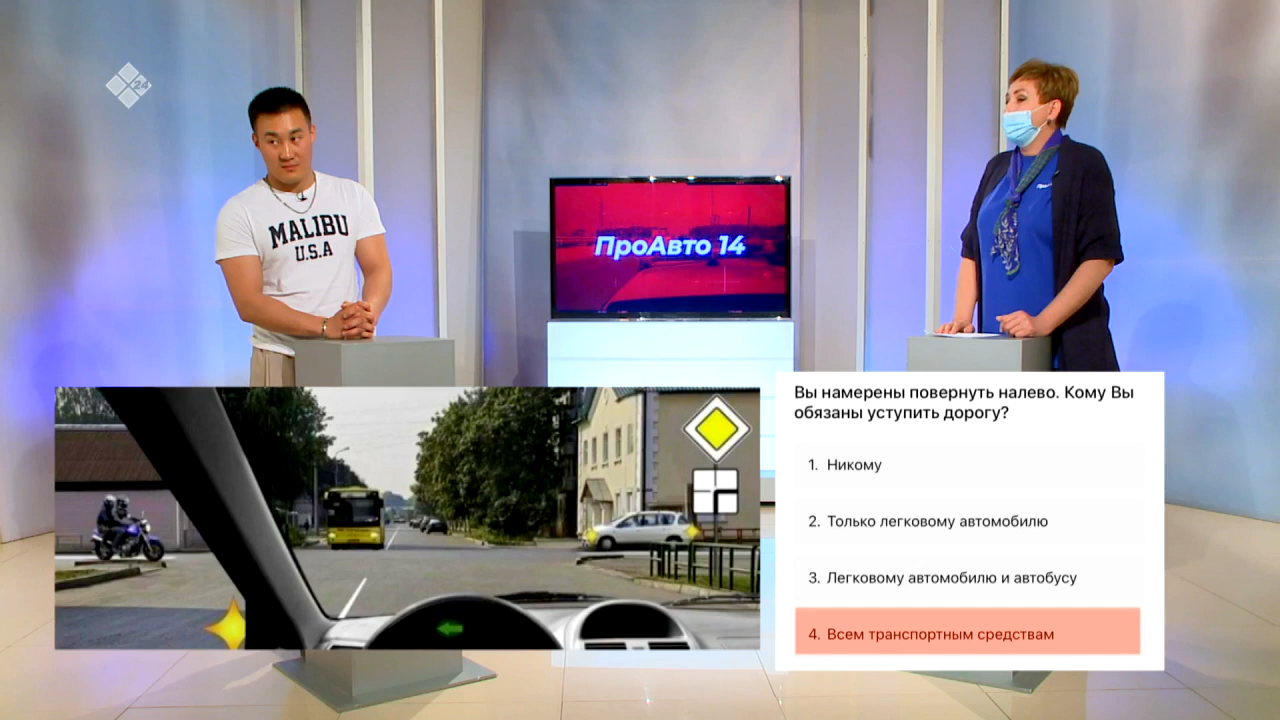 24
MALIBU
U.S.A
ПроАвто 14
Вы намерены повернуть налево. Кому Вы
обязаны уступить дорогу?
1. Никому
2. Только легковому автомобилю
3. Легковому автомобилю и автобусу
4. Всем транспортным средствам